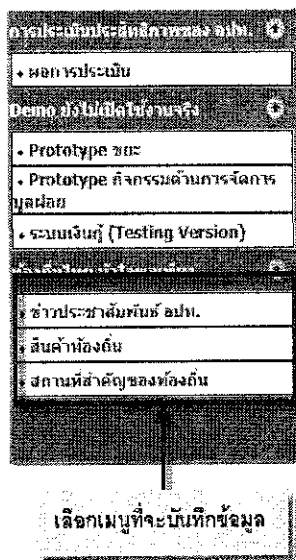 การประเมินประสิทธิภาพของ อปท.
• ผลการประเมิน
Demo ยังไม่เปิดใช้งานจริง
• Prototype ขยะ
• Prototype กิจกรรมด้านการจัดการ
มูลฝอย
• ระบบเงินกู้ (Testing Version)
• ข่าวประชาสัมพันธ์ อปท.
• สินค้าท้องถิ่น
• สถานที่สำคัญของท้องถิ่น
เลือกเมนูที่จะบันทึกข้อมูล